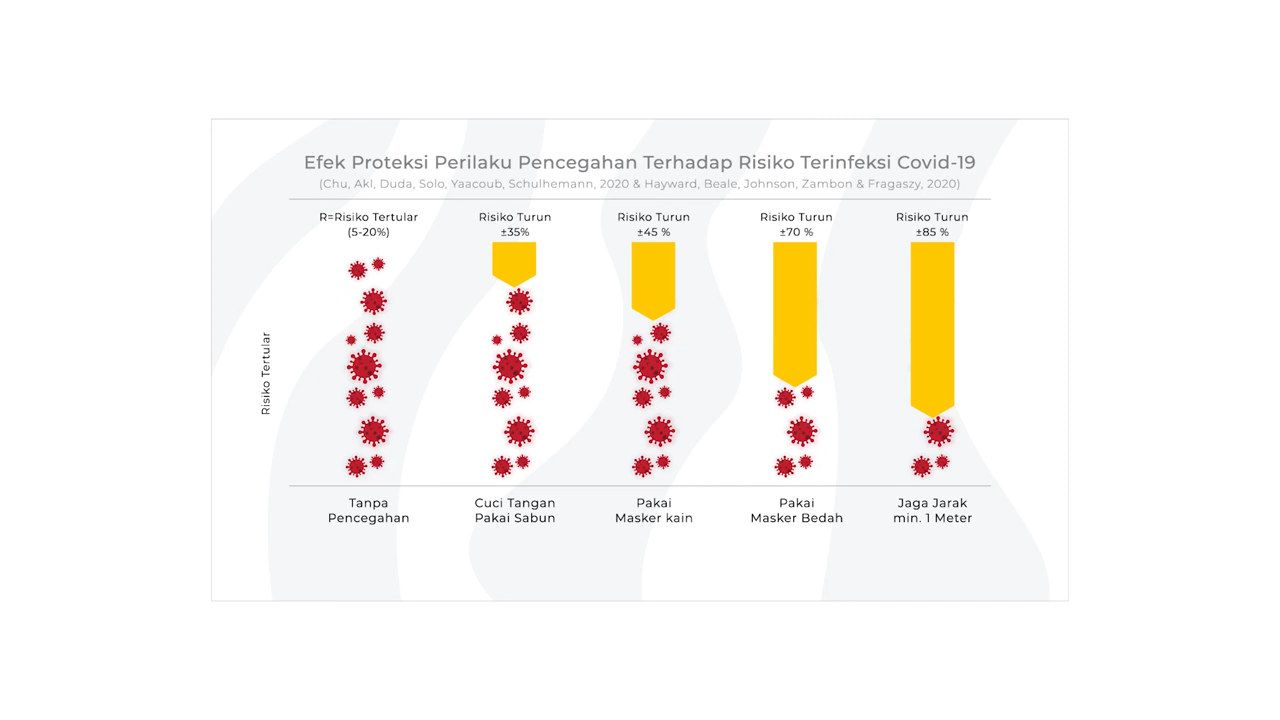 Efek Proteksi Perilaku Pencegahan Terhadap Risiko Terinfeksi Covid-19
(Chu, Akl, Duda, Solo, Yaacoub, Schulhemann, 2020 & Hayward, Beale, Johnson, Zambon & Fragaszy, 2020)
R=Risiko Tertular
(5-20%)
Risiko Turun
±35%
Risiko Turun
±45 %
Risiko Turun
±70 %
Risiko Turun
±85 %
Risiko Tertular
Tanpa
Pencegahan
Cuci Tangan
Pakai Sabun
Pakai
Masker kain
Pakai
Masker Bedah
Jaga Jarak
min. 1 Meter